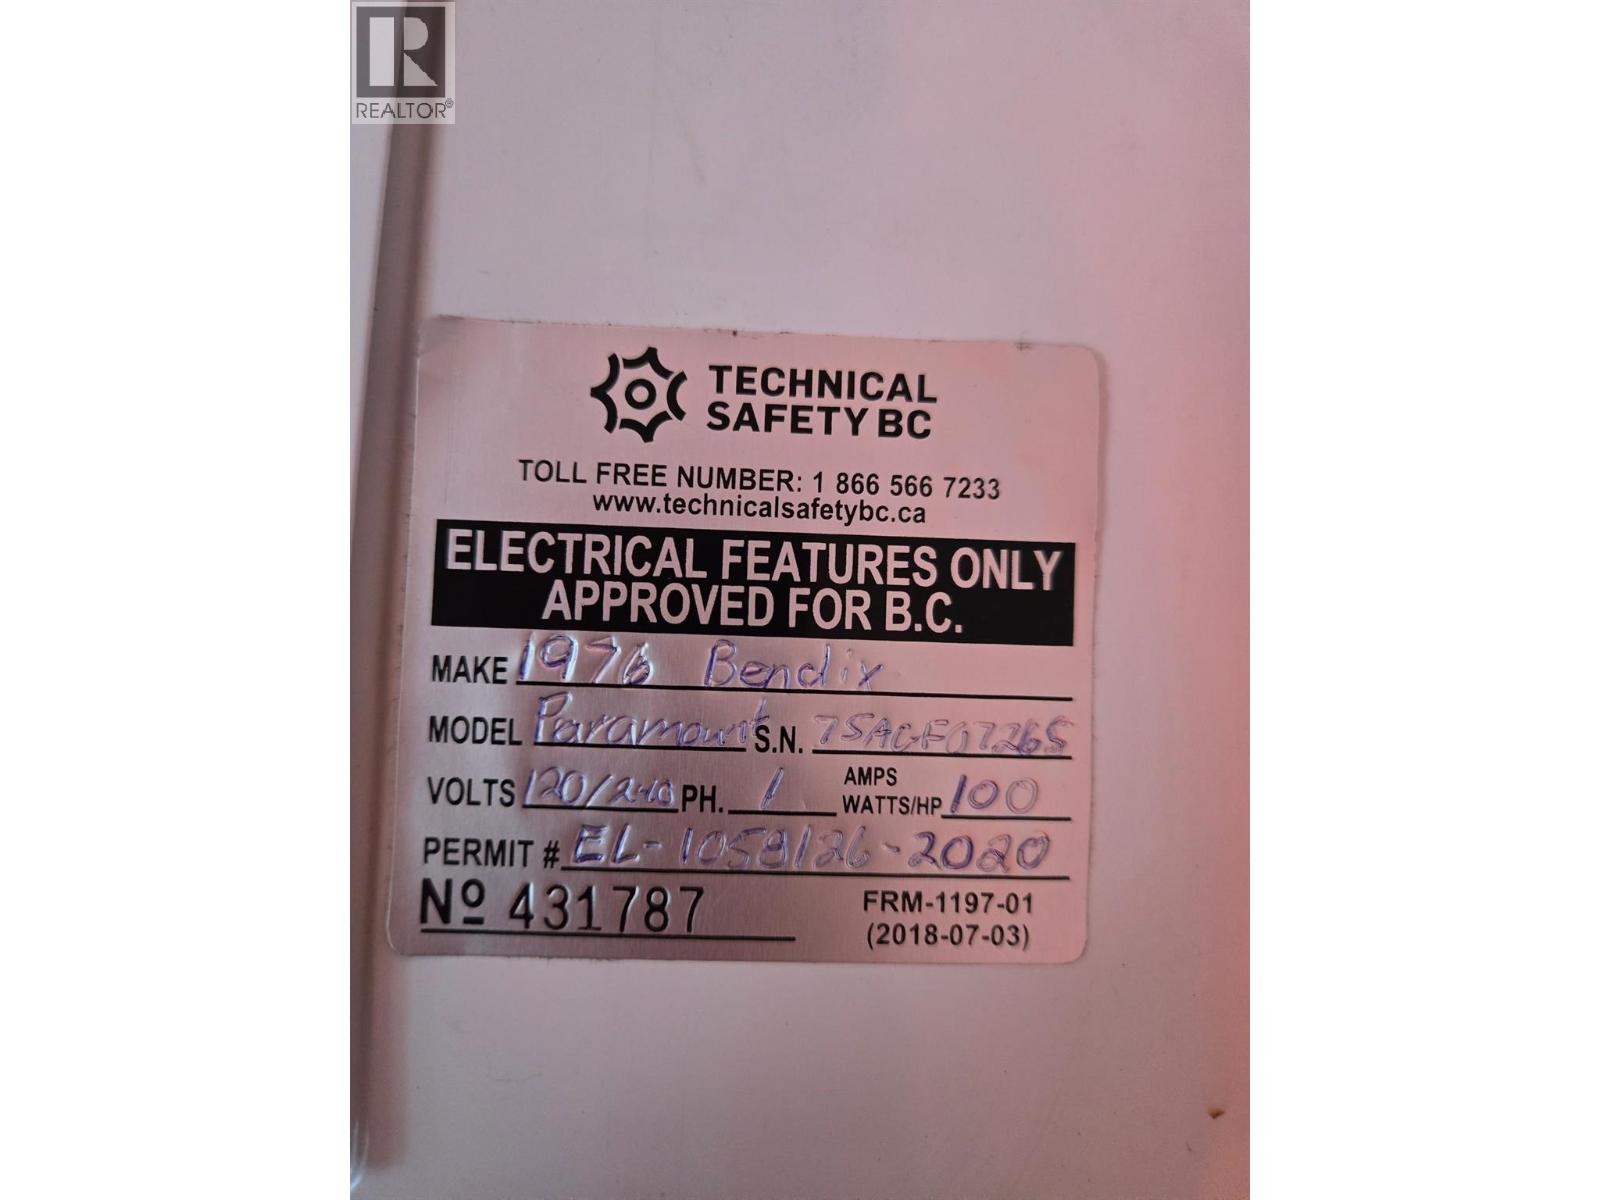 REALTOR®
TECHNICAL
SAFETY BC
TOLL FREE NUMBER: 1 866 566 7233
www.technicalsafetybc.ca
ELECTRICAL FEATURES ONLY
APPROVED FOR B.C.
MAKE 1976 Bendix
MODEL Paramount S.N.
VOLTS 120/240 PH. 1 AMPS WATTS/HP 100
PERMIT # EL-1058126-2020
Nº 431787 FRM-1197-01
(2018-07-03)